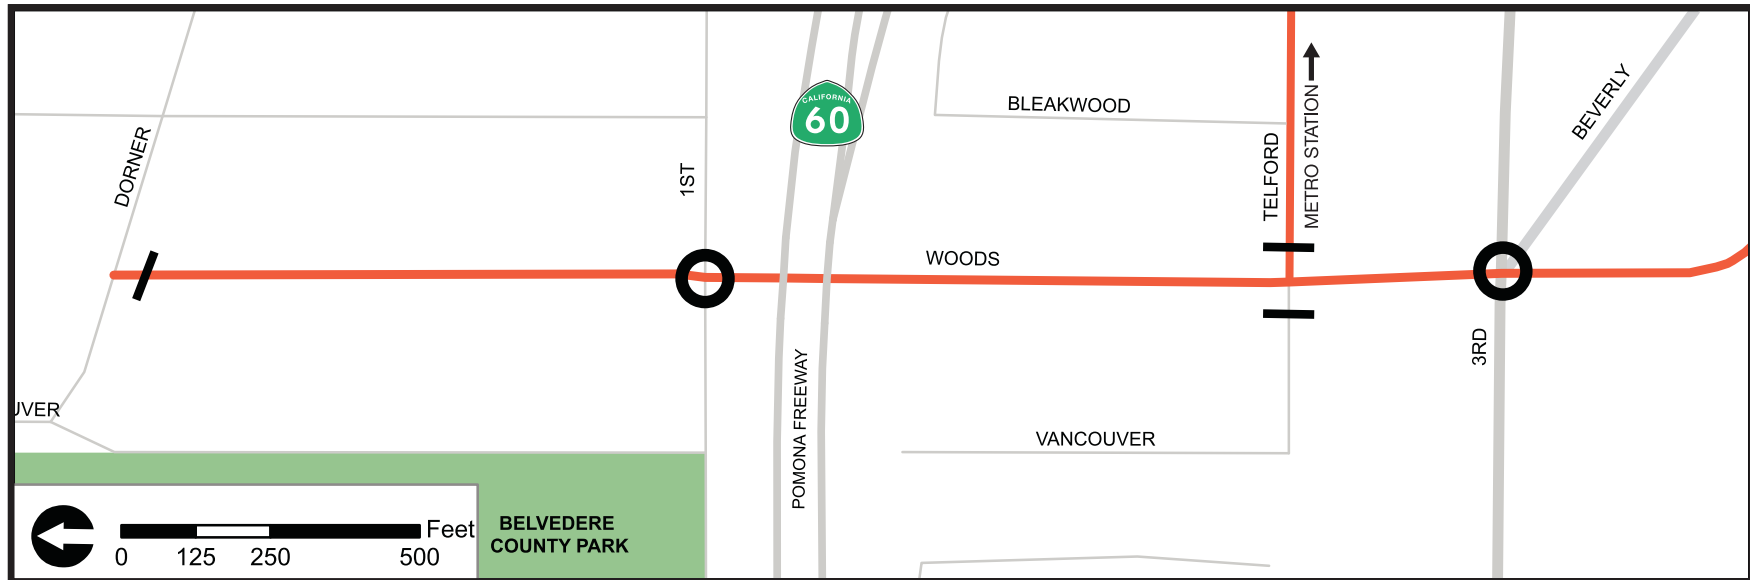 BLEAKWOOD
CALIFORNIA
60
BEVERLY
DORNER
1ST
TELFORD
METRO STATION
WOODS
3RD
POMONA FREEWAY
UVER
VANCOUVER
BELVEDERE
COUNTY PARK
Feet
0 125 250 500